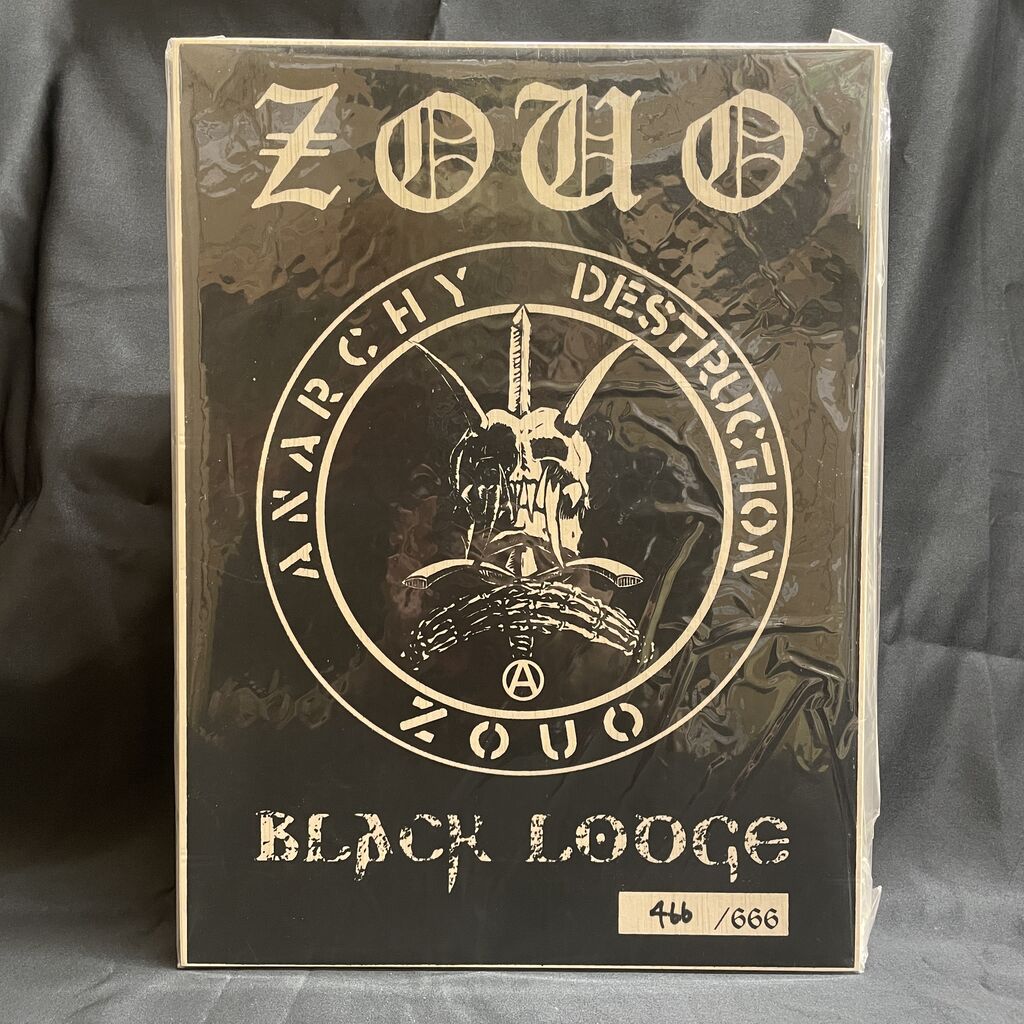 ZOUO
ANARCHY DESTRUCTION
A
ZOUO
BLACK LODGE
466 /666